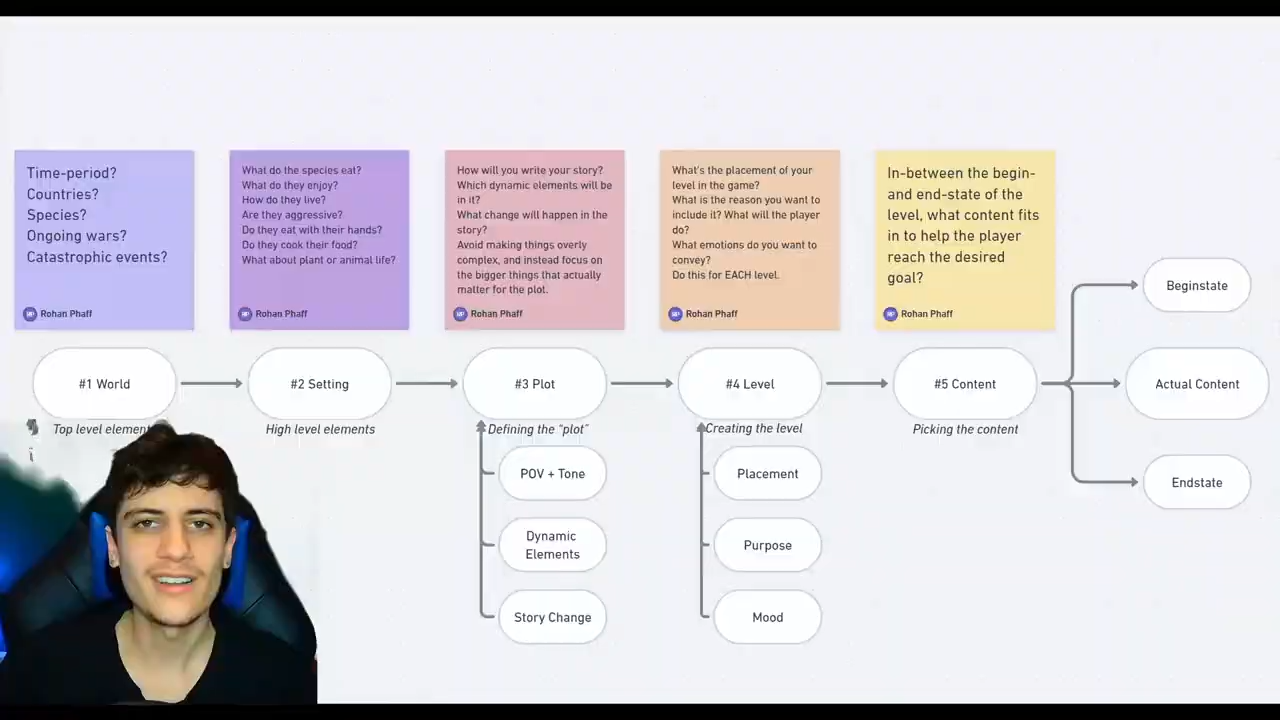 Time-period?
Countries?
Species?
Ongoing wars?
Catastrophic events?
RP Rohan Phaff
What do the species eat?
What do they enjoy?
How do they live?
Are they aggressive?
Do they eat with their hands?
Do they cook their food?
What about plant or animal life?
RP Rohan Phaff
How will you write your story?
Which dynamic elements will be
in it?
What change will happen in the
story?
Avoid making things overly
complex, and instead focus on
the bigger things that actually
matter for the plot.
RP Rohan Phaff
What's the placement of your
level in the game?
What is the reason you want to
include it? What will the player
do?
What emotions do you want to
convey?
Do this for EACH level.
RP Rohan Phaff
In-between the begin-
and end-state of the
level, what content fits
in to help the player
reach the desired
goal?
RP Rohan Phaff
#1 World
Top level
#2 Setting
High level elements
#3 Plot
Defining the "plot"
POV + Tone
Dynamic
Elements
Story Change
#4 Level
Creating the level
Placement
Purpose
Mood
#5 Content
Picking the content
Beginstate
Actual Content
Endstate